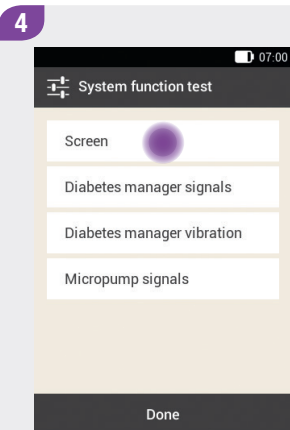 4
07:00
System function test
Screen
Diabetes manager signals
Diabetes manager vibration
Micropump signals
Done